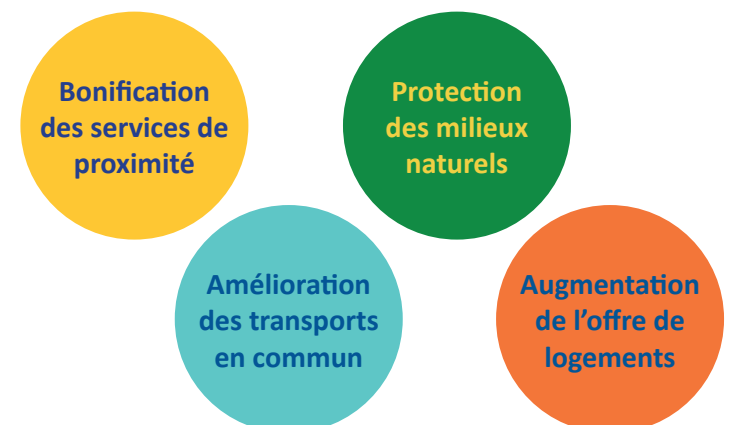 Bonification
des services de
proximité
Protection
des milieux
naturels
Amélioration
des transports
en commun
Augmentation
de l’offre de
logements